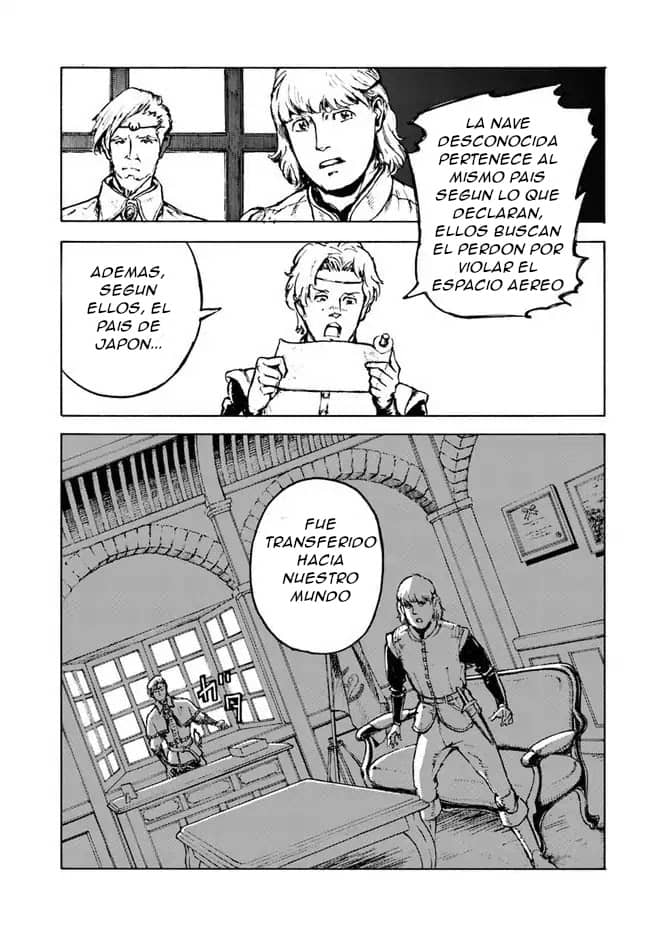 LA NAVE
DESCONOCIDA
PERTENECE AL
MISMO PAIS
SEGUN LO QUE
DECLARAN,
ELLOS BUSCAN
EL PERDON POR
VIOLAR EL
ESPACIO AEREO
ADEMAS,
SEGUN
ELLOS, EL
PAIS DE
JAPON...
FUE
TRANSFERIDO
HACIA
NUESTRO
MUNDO
ガタ